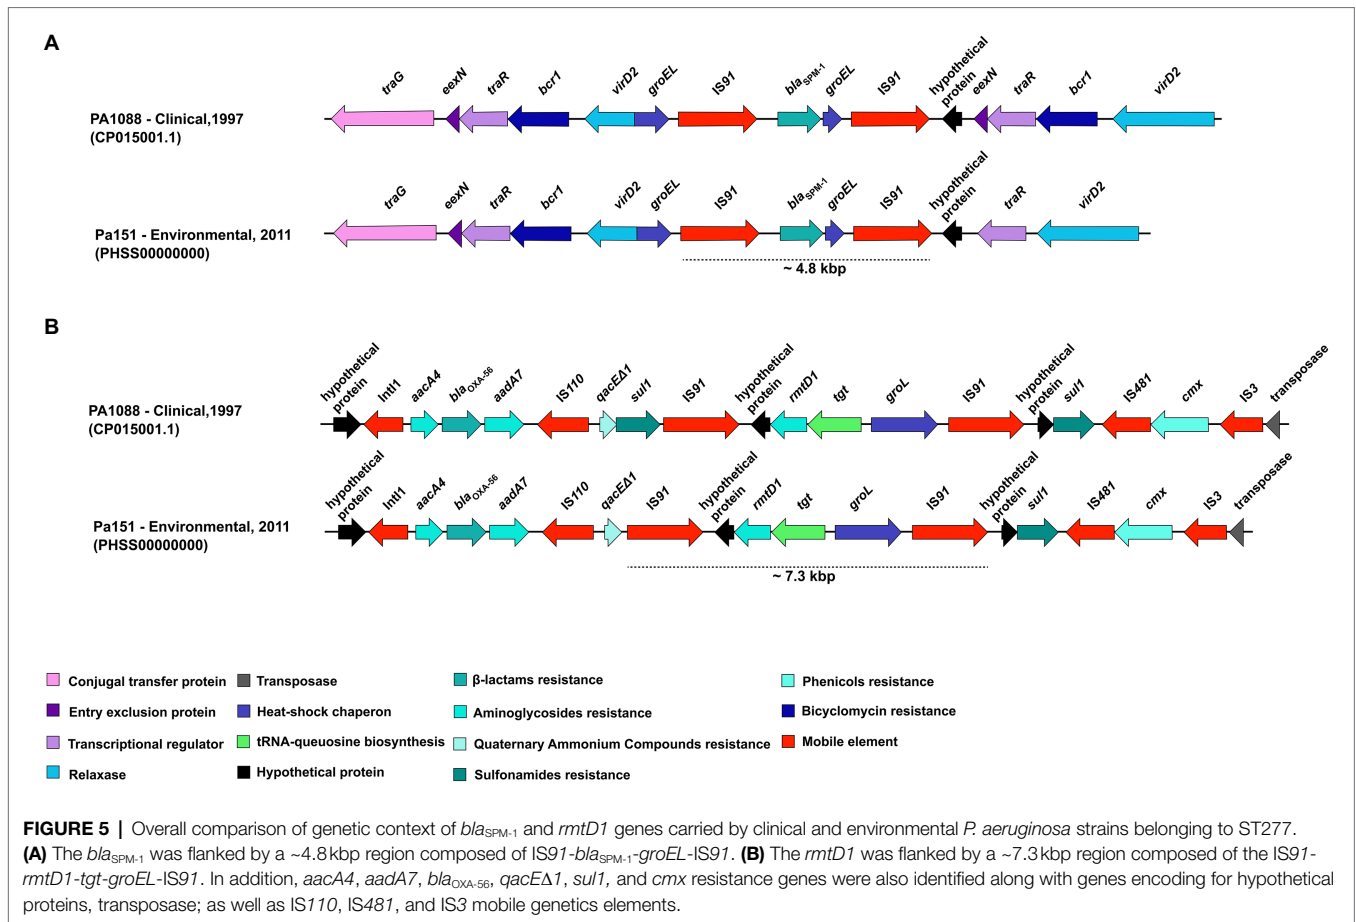 A
traG eexN traR bcr1 virD2 groEL IS91 blaSPM-1 groEL IS91 hypothetical protein eexN traR bcr1 virD2
PA1088 - Clinical,1997
(CP015001.1)
traG eexN traR bcr1 virD2 groEL IS91 blaSPM-1 groEL IS91 hypothetical protein traR virD2
Pa151 - Environmental, 2011
(PHSS00000000)
~ 4.8 kbp
B
hypothetical protein IntI1 aacA4 blaOXA-56 aadA7 IS110 qacEΔ1 sul1 IS91 hypothetical protein rmtD1 tgt groL IS91 hypothetical protein sul1 IS481 cmx IS3 transposase
PA1088 - Clinical,1997
(CP015001.1)
hypothetical protein IntI1 aacA4 blaOXA-56 aadA7 IS110 qacEΔ1 IS91 hypothetical protein rmtD1 tgt groL IS91 hypothetical protein sul1 IS481 cmx IS3 transposase
Pa151 - Environmental, 2011
(PHSS00000000)
~ 7.3 kbp
Conjugal transfer protein
Entry exclusion protein
Transcriptional regulator
Relaxase
Transposase
Heat-shock chaperon
tRNA-queuosine biosynthesis
Hypothetical protein
β-lactams resistance
Aminoglycosides resistance
Quaternary Ammonium Compounds resistance
Sulfonamides resistance
Phenicols resistance
Bicyclomycin resistance
Mobile element
FIGURE 5 | Overall comparison of genetic context of blaSPM-1 and rmtD1 genes carried by clinical and environmental P. aeruginosa strains belonging to ST277.
(A) The blaSPM-1 was flanked by a ~4.8 kbp region composed of IS91-blaSPM-1-groEL-IS91. (B) The rmtD1 was flanked by a ~7.3 kbp region composed of the IS91-
rmtD1-tgt-groEL-IS91. In addition, aacA4, aadA7, blaOXA-56, qacEΔ1, sul1, and cmx resistance genes were also identified along with genes encoding for hypothetical
proteins, transposase; as well as IS110, IS481, and IS3 mobile genetics elements.